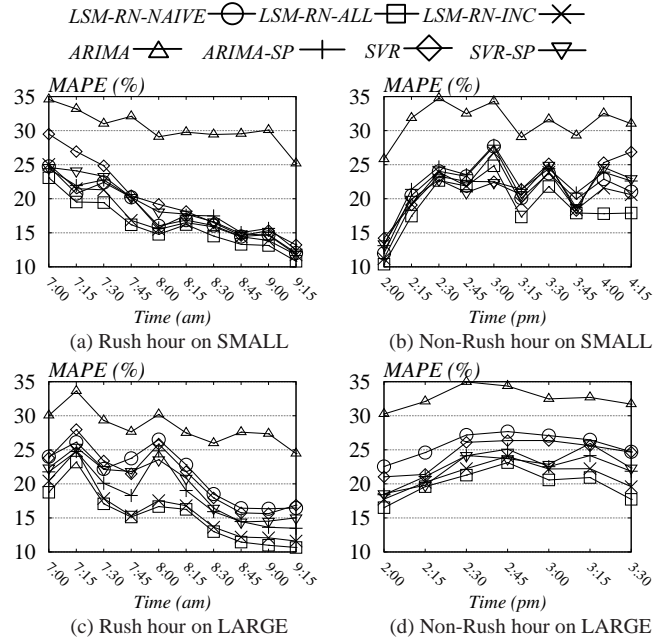 LSM-RN-NAIVE LSM-RN-ALL LSM-RN-INC
ARIMA ARIMA-SP SVR SVR-SP
MAPE (%)
35
30
25
20
15
10
7:00 7:15 7:30 7:45 8:00 8:15 8:30 8:45 9:00 9:15
Time (am)
(a) Rush hour on SMALL
MAPE (%)
35
30
25
20
15
10
2:00 2:15 2:30 2:45 3:00 3:15 3:30 3:45 4:00 4:15
Time (pm)
(b) Non-Rush hour on SMALL
MAPE (%)
35
30
25
20
15
10
7:00 7:15 7:30 7:45 8:00 8:15 8:30 8:45 9:00 9:15
Time (am)
(c) Rush hour on LARGE
MAPE (%)
35
30
25
20
15
10
2:00 2:15 2:30 2:45 3:00 3:15 3:30
Time (pm)
(d) Non-Rush hour on LARGE